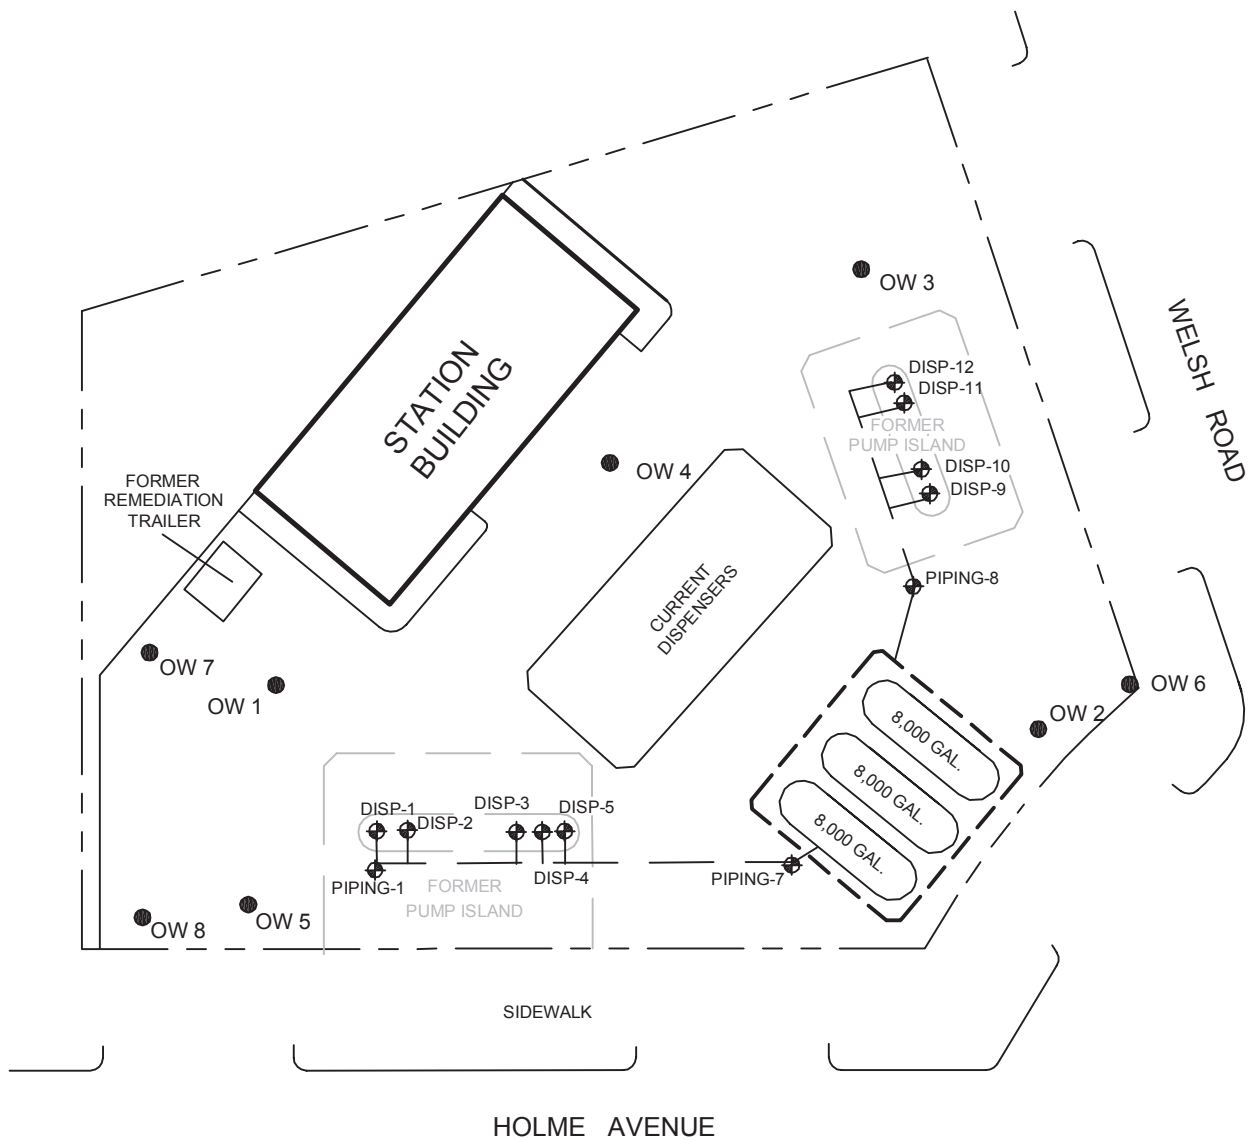 OW 3
WELSH ROAD
STATION
BUILDING
DISP-12
DISP-11
FORMER
PUMP ISLAND
DISP-10
DISP-9
OW 4
FORMER
REMEDIATION
TRAILER
CURRENT
DISPENSERS
PIPING-8
OW 7
OW 1
OW 6
OW 2
8,000 GAL.
8,000 GAL.
8,000 GAL.
DISP-1
DISP-2
DISP-3
DISP-5
DISP-4
PIPING-1
FORMER
PUMP ISLAND
PIPING-7
OW 5
OW 8
SIDEWALK
HOLME AVENUE